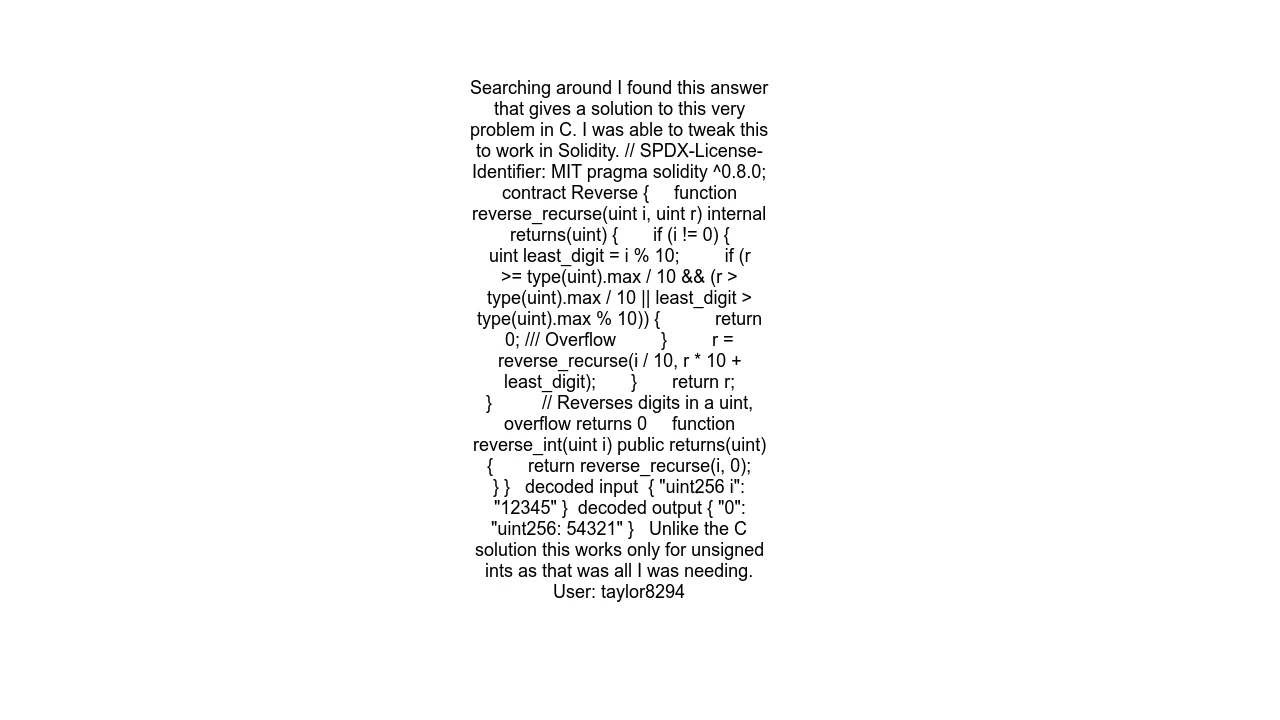 Searching around I found this answer
that gives a solution to this very
problem in C. I was able to tweak this
to work in Solidity. // SPDX-License-
Identifier: MIT pragma solidity ^0.8.0;
contract Reverse {     function
reverse_recurse(uint i, uint r) internal
returns(uint) {       if (i != 0) {
uint least_digit = i % 10;         if (r
>= type(uint).max / 10 && (r >
type(uint).max / 10 || least_digit >
type(uint).max % 10)) {           return
0; /// Overflow         }         r =
reverse_recurse(i / 10, r * 10 +
least_digit);       }       return r;
}          // Reverses digits in a uint,
overflow returns 0     function
reverse_int(uint i) public returns(uint)
{       return reverse_recurse(i, 0);
} }   decoded input  { "uint256 i":
"12345" }  decoded output { "0":
"uint256: 54321" }   Unlike the C
solution this works only for unsigned
ints as that was all I was needing.
User: taylor8294